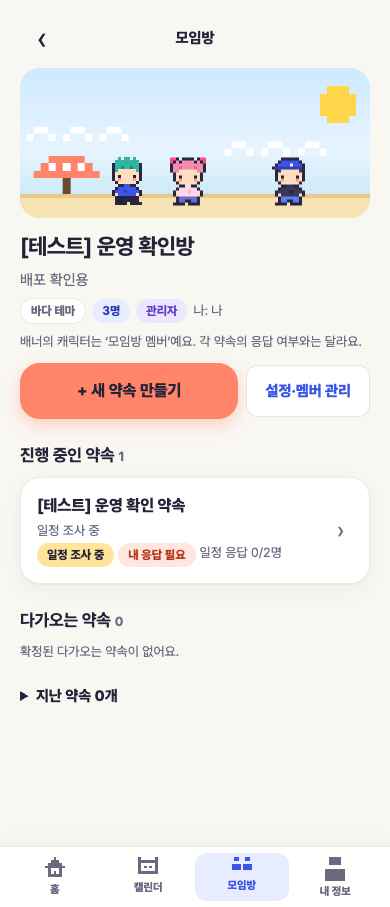 ❮
모임방
[테스트] 운영 확인방
배포 확인용
바다 테마 3명 관리자 나: 나
배너의 캐릭터는 ‘모임방 멤버’예요. 각 약속의 응답 여부와는 달라요.
+ 새 약속 만들기
설정·멤버 관리
진행 중인 약속 1
[테스트] 운영 확인 약속
일정 조사 중
일정 조사 중 내 응답 필요 일정 응답 0/2명
❯
다가오는 약속 0
확정된 다가오는 약속이 없어요.
▶ 지난 약속 0개
홈 캘린더 모임방 내 정보